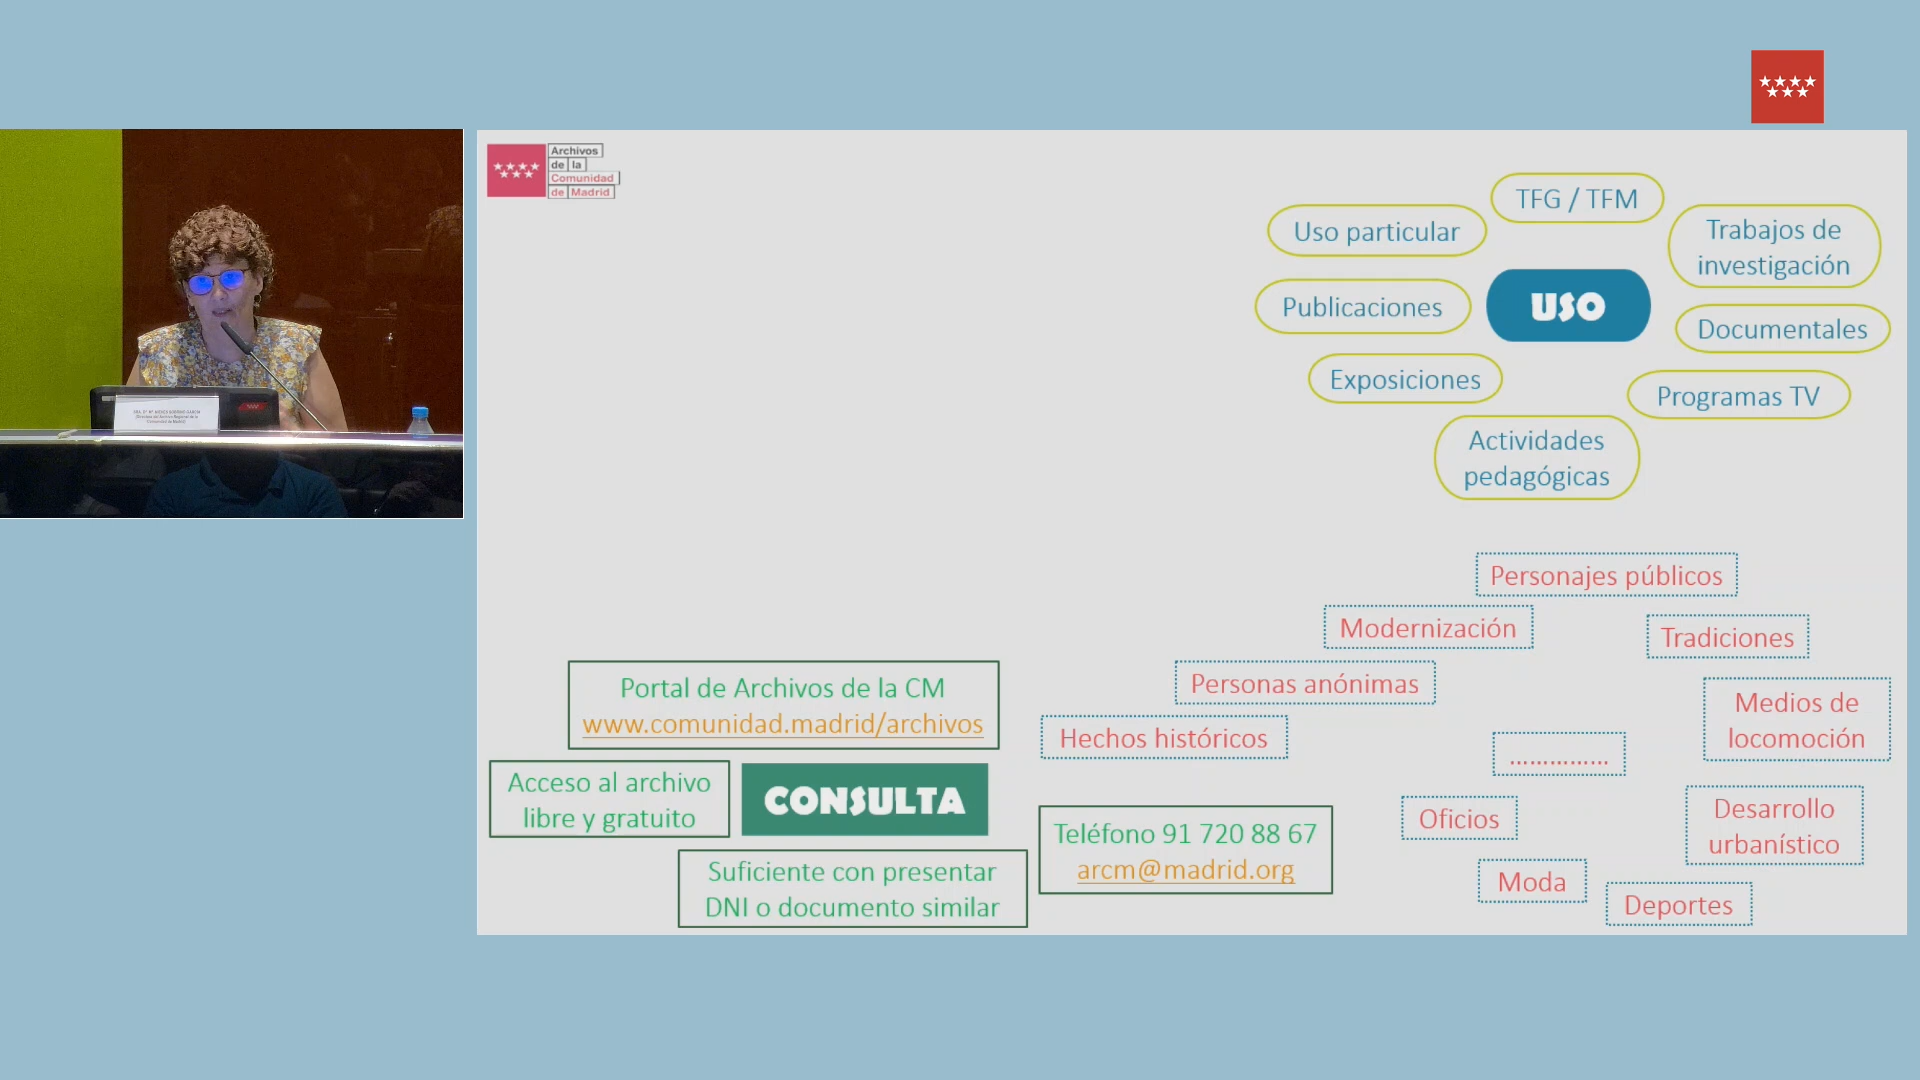 Archivos
de la
Comunidad
de Madrid
TFG / TFM
Uso particular
Trabajos de
investigación
Publicaciones
USO
Documentales
Exposiciones
Programas TV
Actividades
pedagógicas
Personajes públicos
Modernización
Tradiciones
Personas anónimas
Medios de
locomoción
Hechos históricos
……………
Oficios
Desarrollo
urbanístico
Moda
Deportes
Portal de Archivos de la CM
www.comunidad.madrid/archivos
Acceso al archivo
libre y gratuito
CONSULTA
Teléfono 91 720 88 67
arcm@madrid.org
Suficiente con presentar
DNI o documento similar